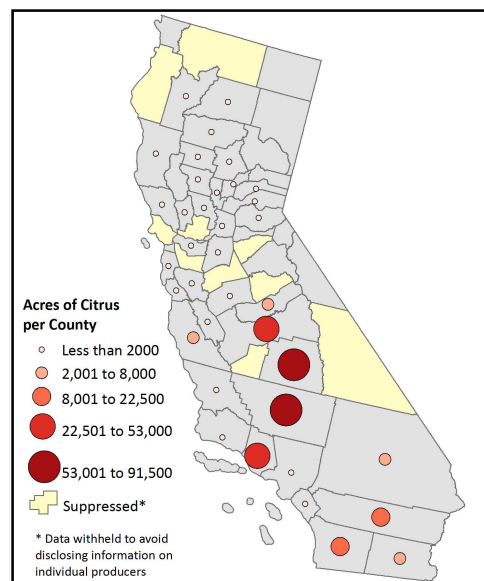 Acres of Citrus
per County
Less than 2000
2,001 to 8,000
8,001 to 22,500
22,501 to 53,000
53,001 to 91,500
Suppressed*
* Data withheld to avoid
disclosing information on
individual producers